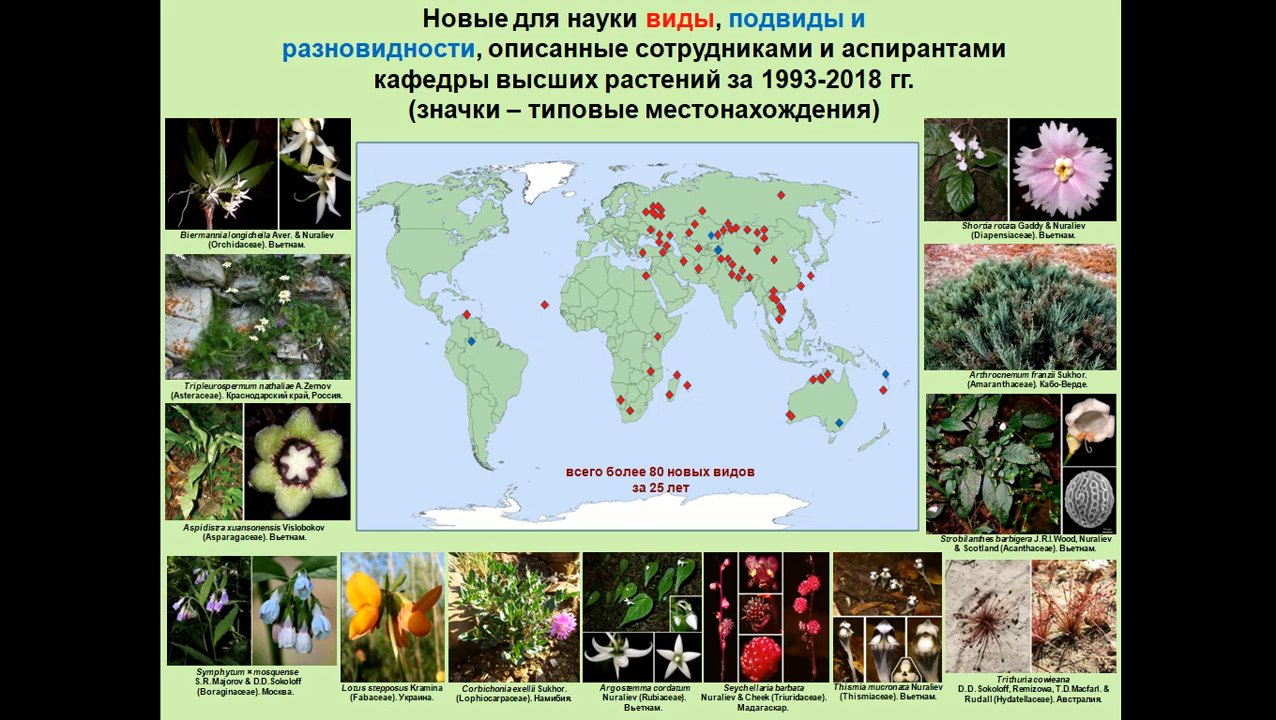 Новые для науки виды, подвиды и
разновидности, описанные сотрудниками и аспирантами
кафедры высших растений за 1993-2018 гг.
(значки – типовые местонахождения)
Biermannia longichella Aver. & Nuraliev
(Orchidaceae). Вьетнам.
Tripleurospermum nathaliae A.Zernov
(Asteraceae). Краснодарский край, Россия.
Aspidistra xuansonensis Vislobokov
(Asparagaceae). Вьетнам.
всего более 80 новых видов
за 25 лет
Shortia rotata Gaddy & Nuraliev
(Diapensiaceae). Вьетнам.
Arthrocnemum franzii Sukhor.
(Amaranthaceae). Кабо-Верде.
Strobilanthes barbigera J.R.I.Wood, Nuraliev
& Scotland (Acanthaceae). Вьетнам.
Symphytum × mosquense
S.R.Majorov & D.D.Sokoloff
(Boraginaceae). Москва.
Lotus stepposus Kramina
(Fabaceae). Украина.
Corbichonia exellii Sukhor.
(Lophiocarpaceae). Намибия.
Argostemma cordatum
Nuraliev (Rubiaceae).
Вьетнам.
Seychellaria barbata
Nuraliev & Cheek (Triuridaceae).
Мадагаскар.
Thismia mucronata Nuraliev
(Thismiaceae). Вьетнам.
Trithuria cowieana
D.D. Sokoloff, Remizowa, T.D.Macfarl. &
Rudall (Hydatellaceae). Австралия.